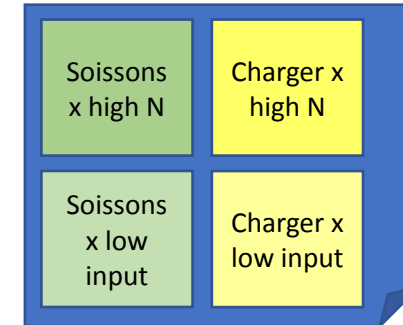 Soissons
x high N
Charger x
high N
Soissons
x low
input
Charger x
low input